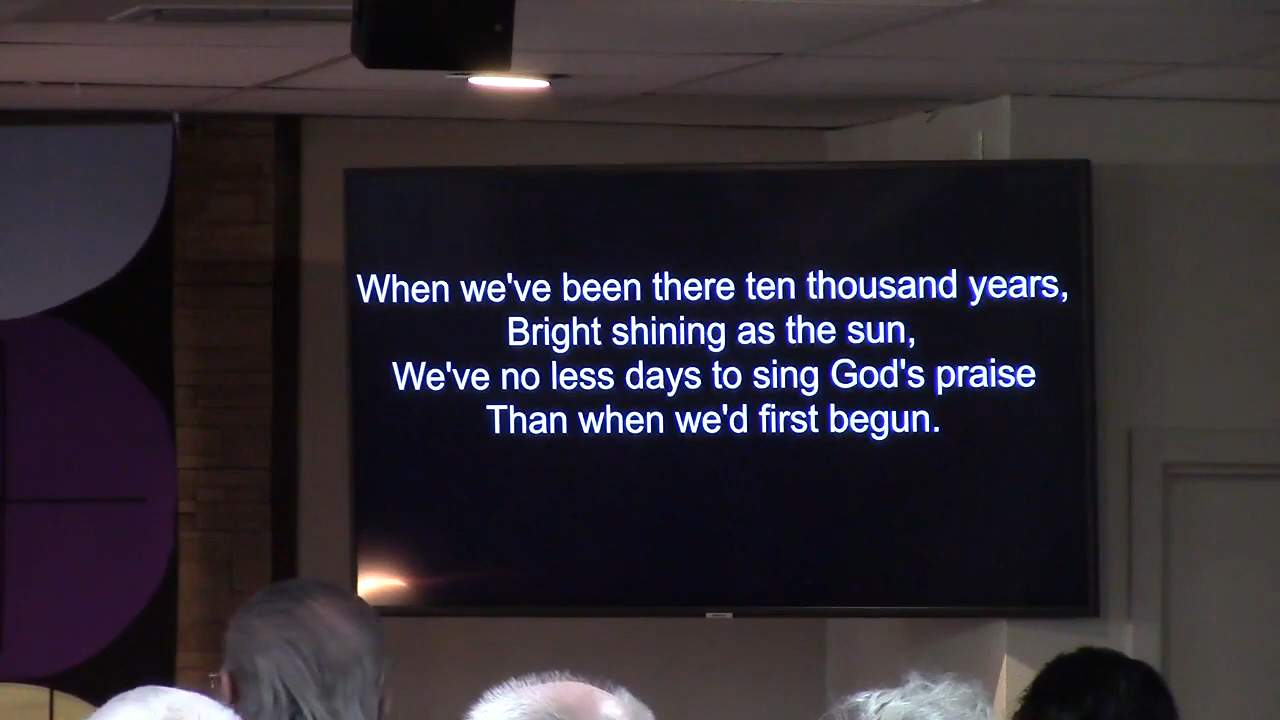 When we've been there ten thousand years,
Bright shining as the sun,
We've no less days to sing God's praise
Than when we'd first begun.